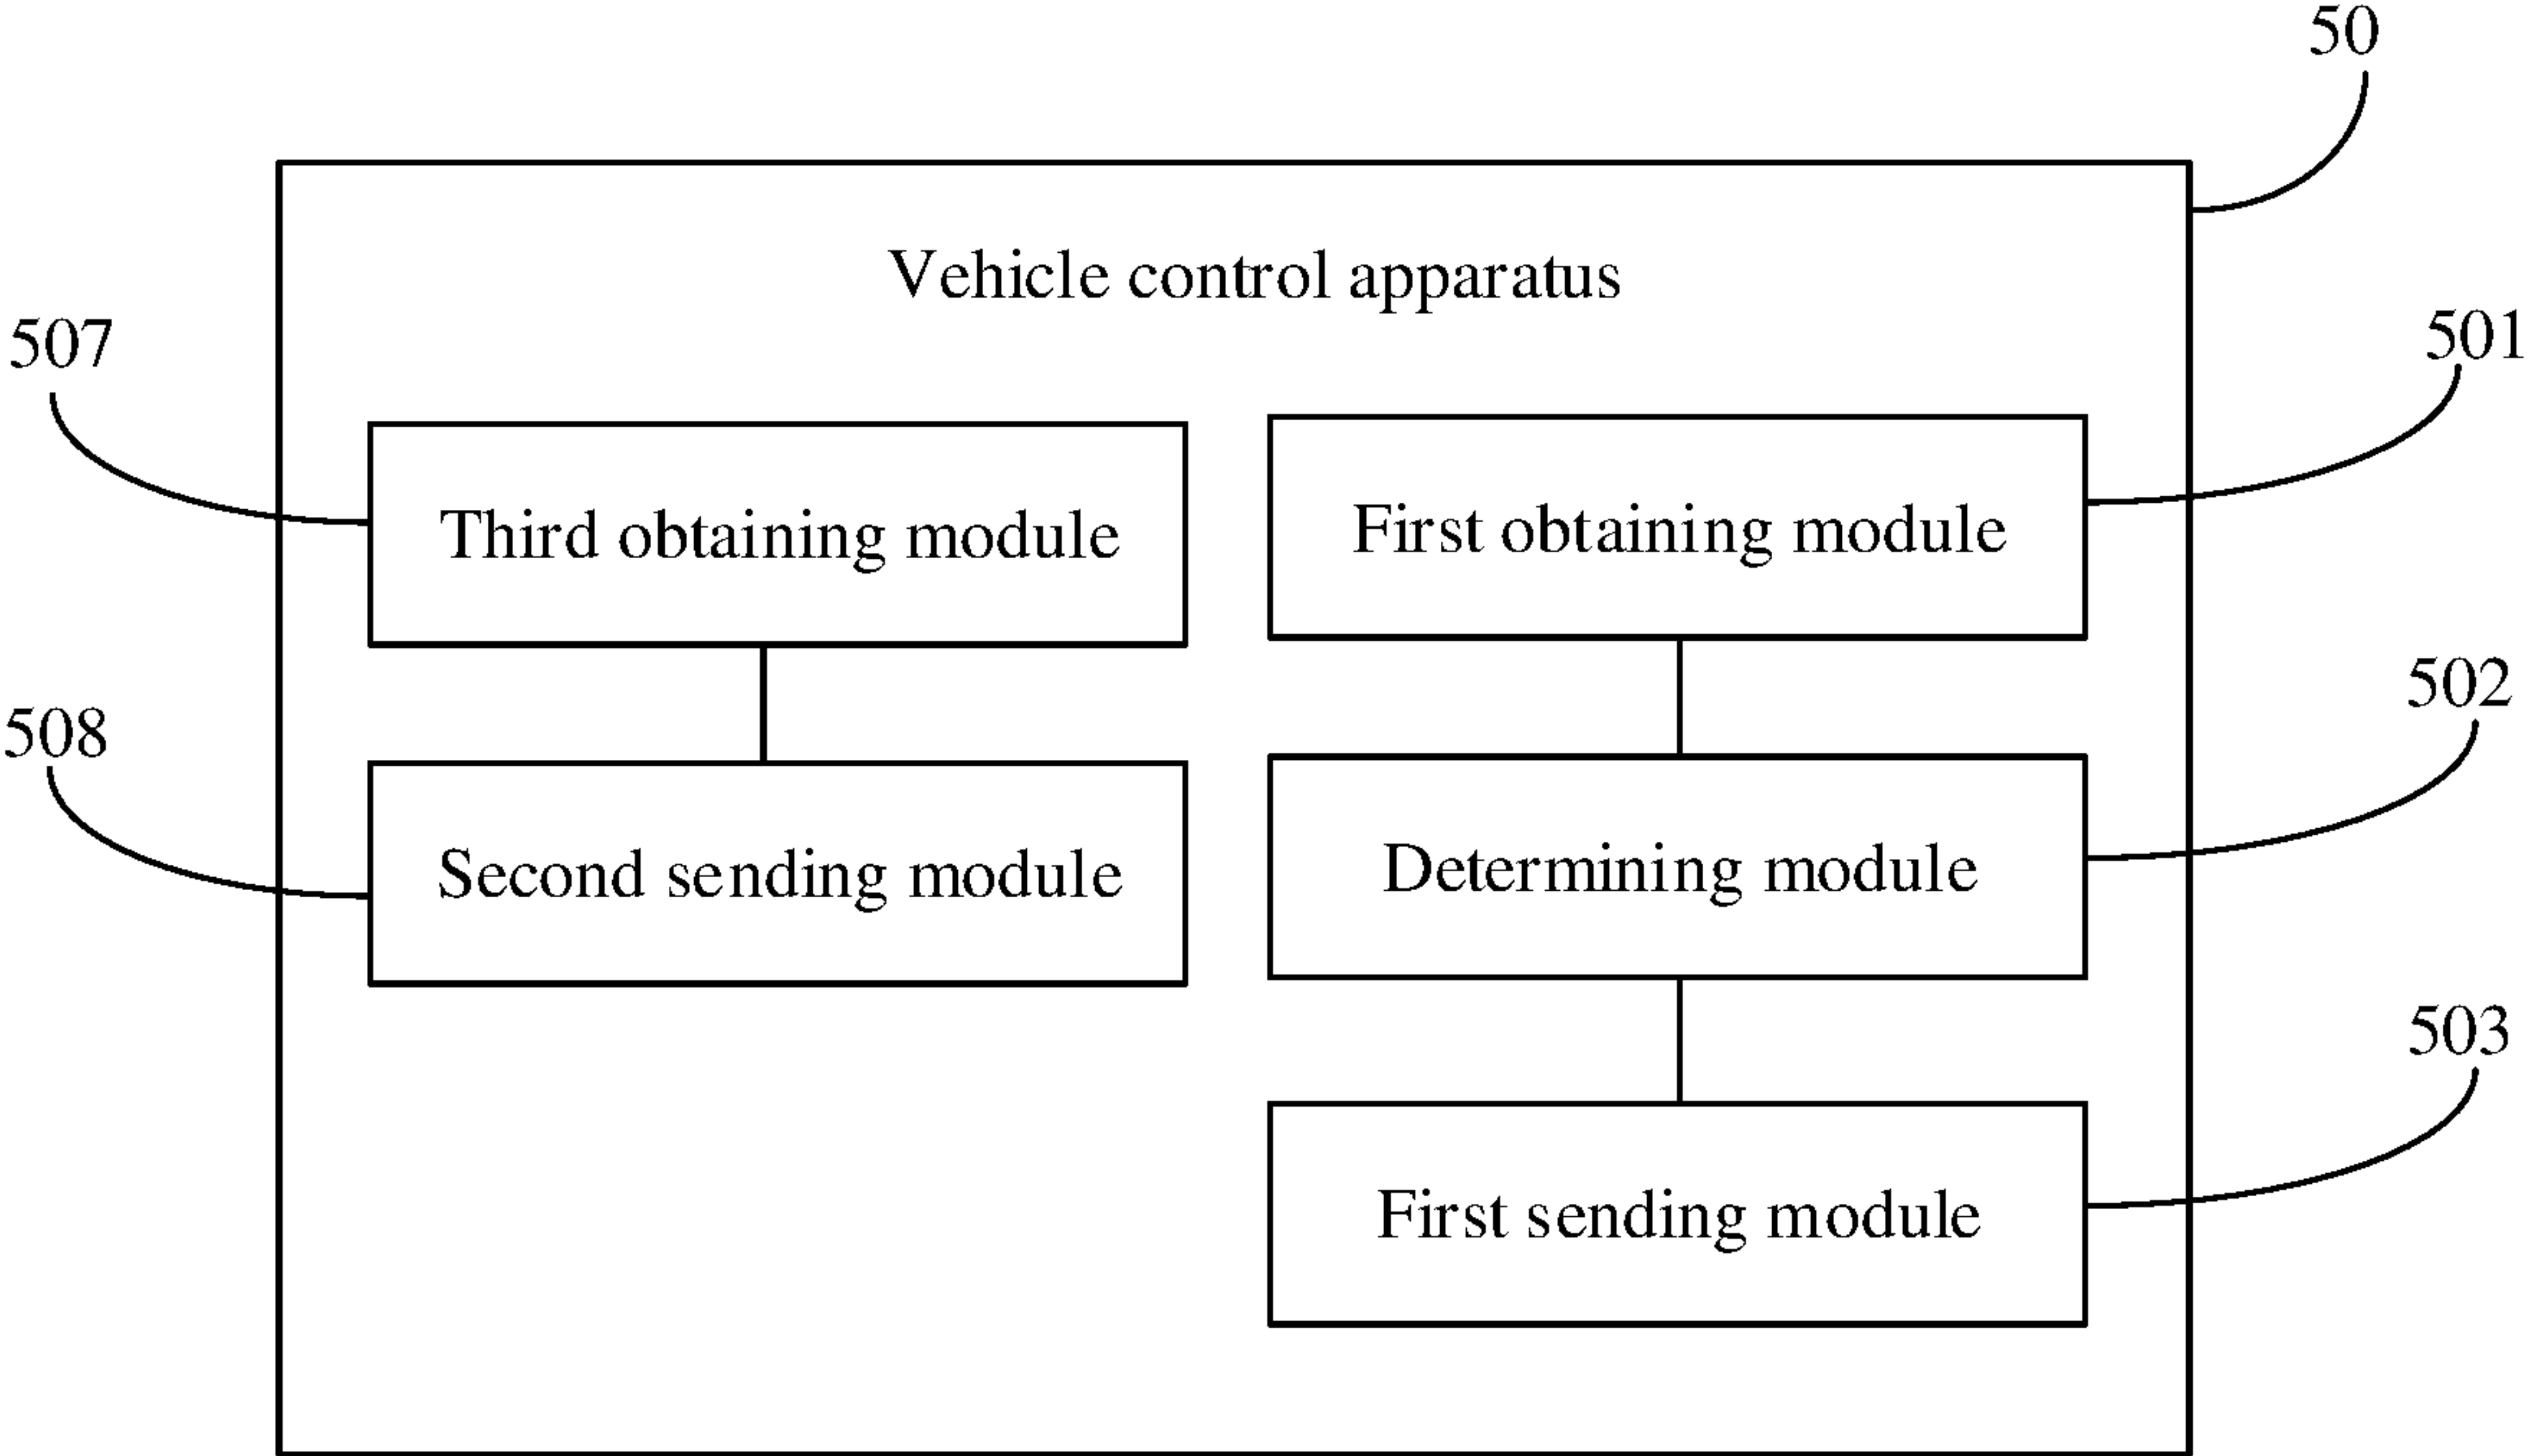 50
Vehicle control apparatus
507
501
Third obtaining module
First obtaining module
508
502
Second sending module
Determining module
503
First sending module